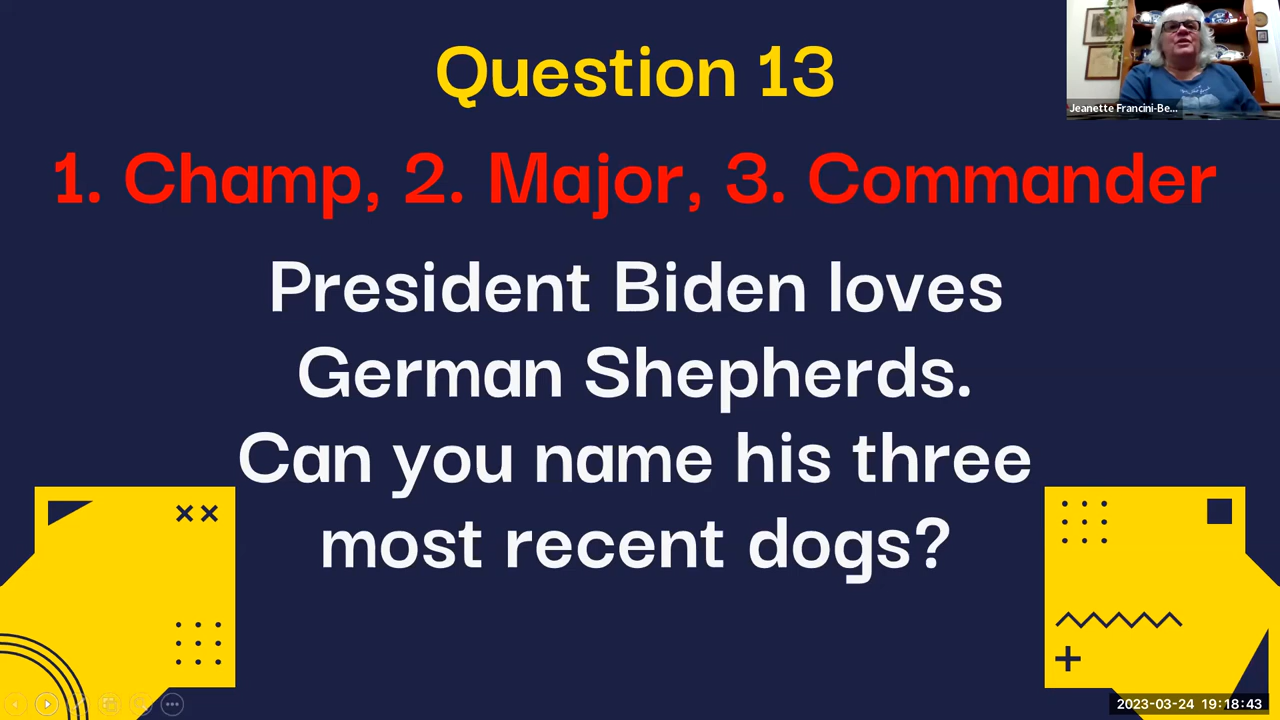 Question 13
1. Champ, 2. Major, 3. Commander
President Biden loves
German Shepherds.
Can you name his three
most recent dogs?
Jeanette Francini-Be...
2023-03-24 19:18:43